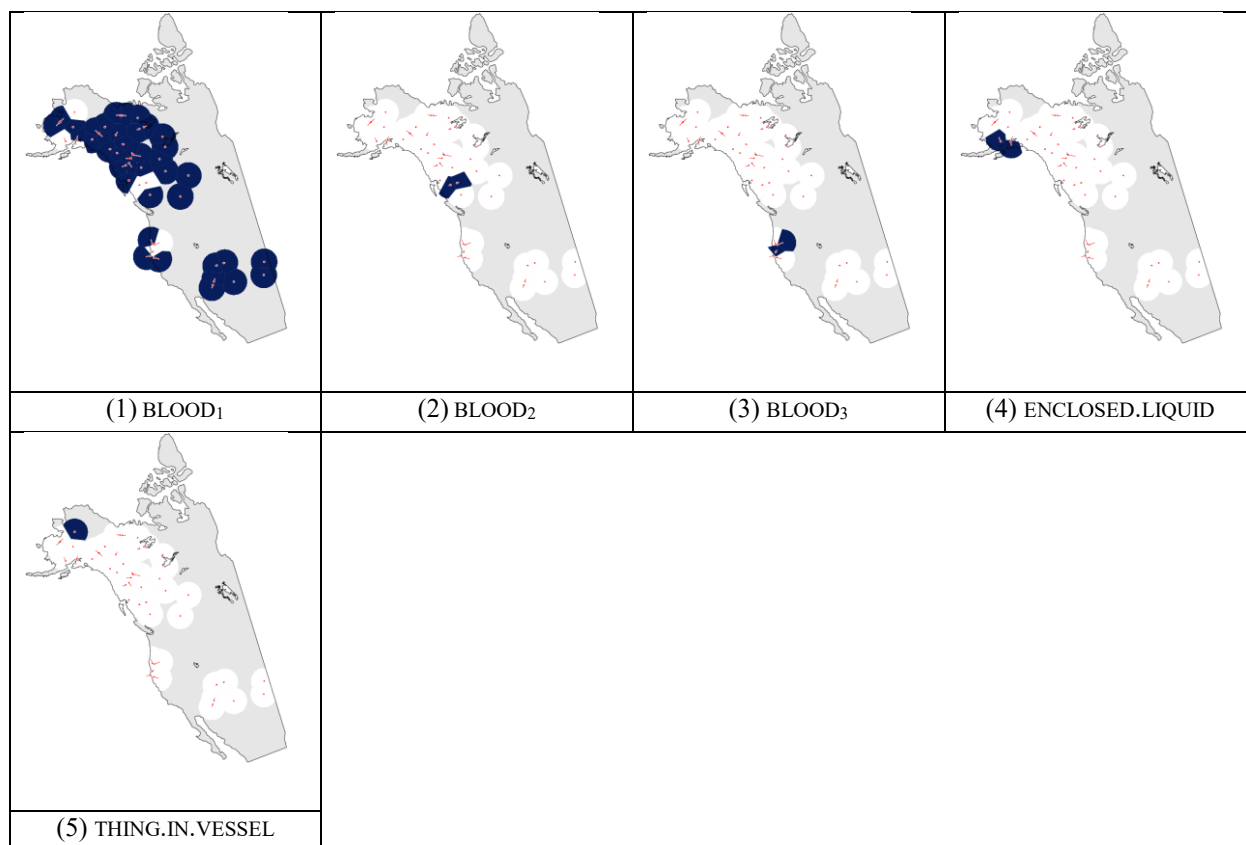 (1) BLOOD₁
(2) BLOOD₂
(3) BLOOD₃
(4) ENCLOSED.LIQUID
(5) THING.IN.VESSEL